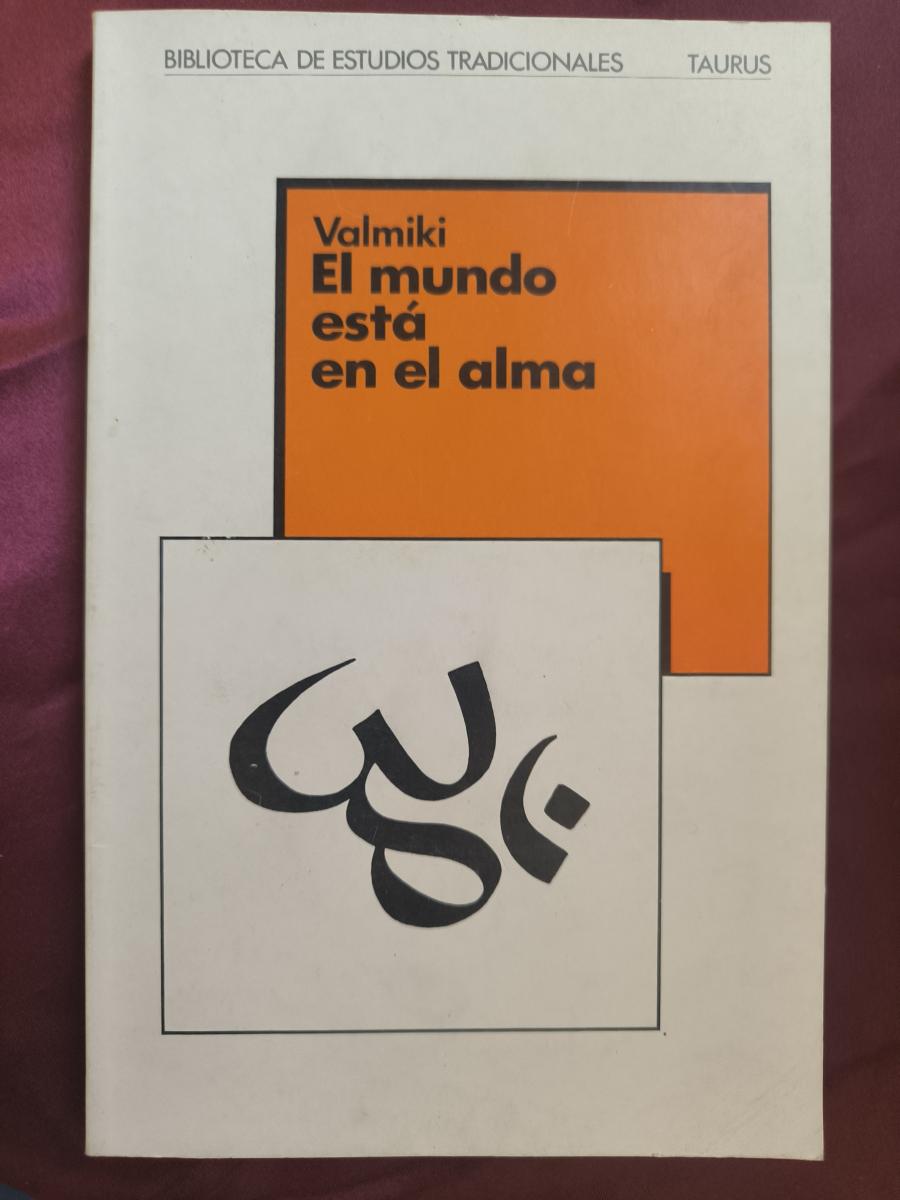 BIBLIOTECA DE ESTUDIOS TRADICIONALES TAURUS
Valmiki
El mundo
está
en el alma
ॐ